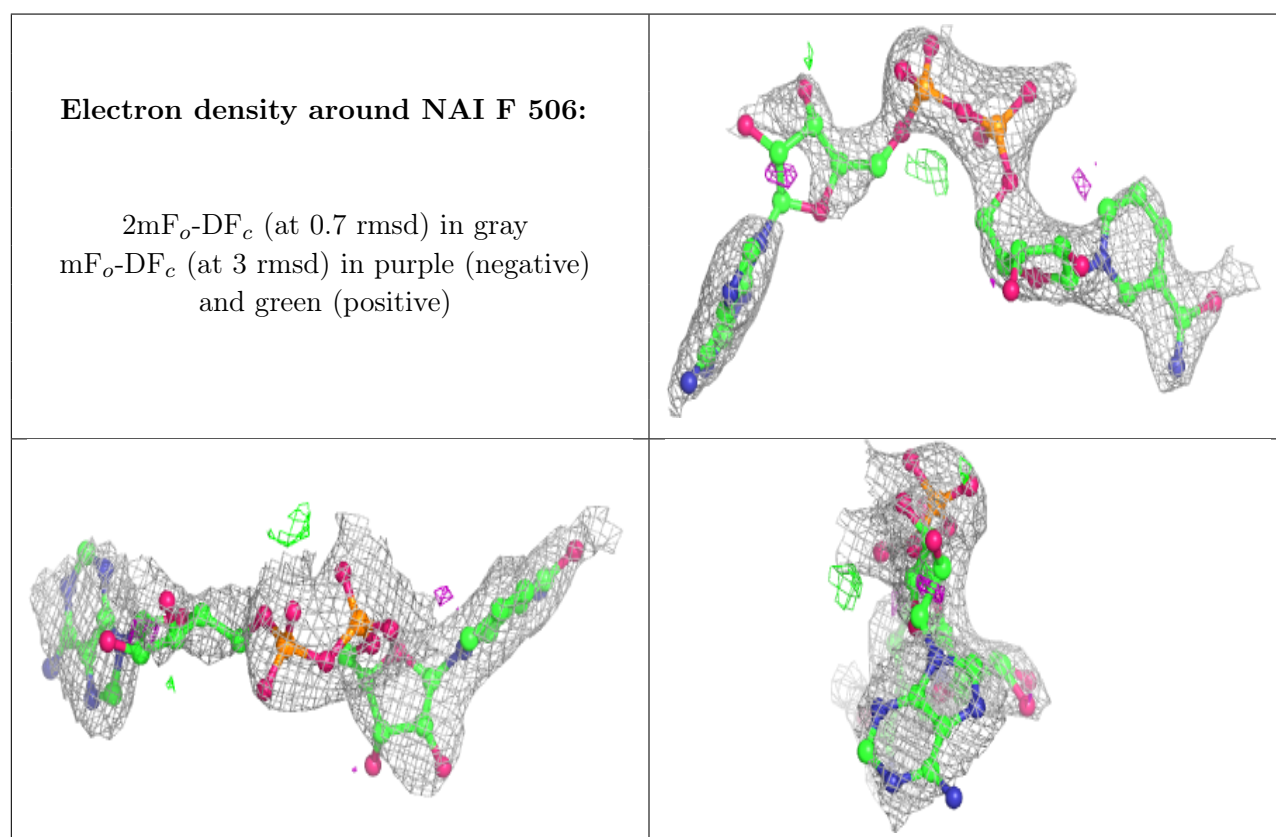 Electron density around NAI F 506:
2mFo-DFc (at 0.7 rmsd) in gray
mFo-DFc (at 3 rmsd) in purple (negative)
and green (positive)